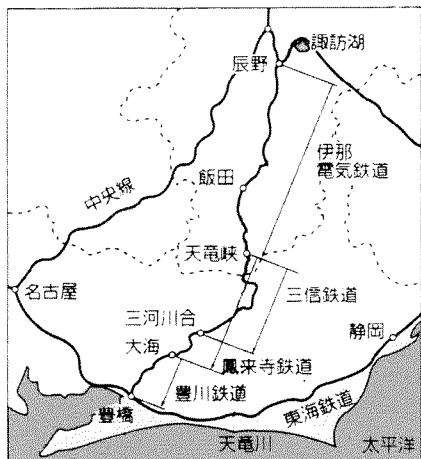 諏訪湖
辰野
伊那
電気鉄道
飯田
中央線
天竜峡
名古屋
三信鉄道
三河川合
静岡
大海
鳳来寺鉄道
豊川鉄道
豊橋
東海鉄道
天竜川
太平洋